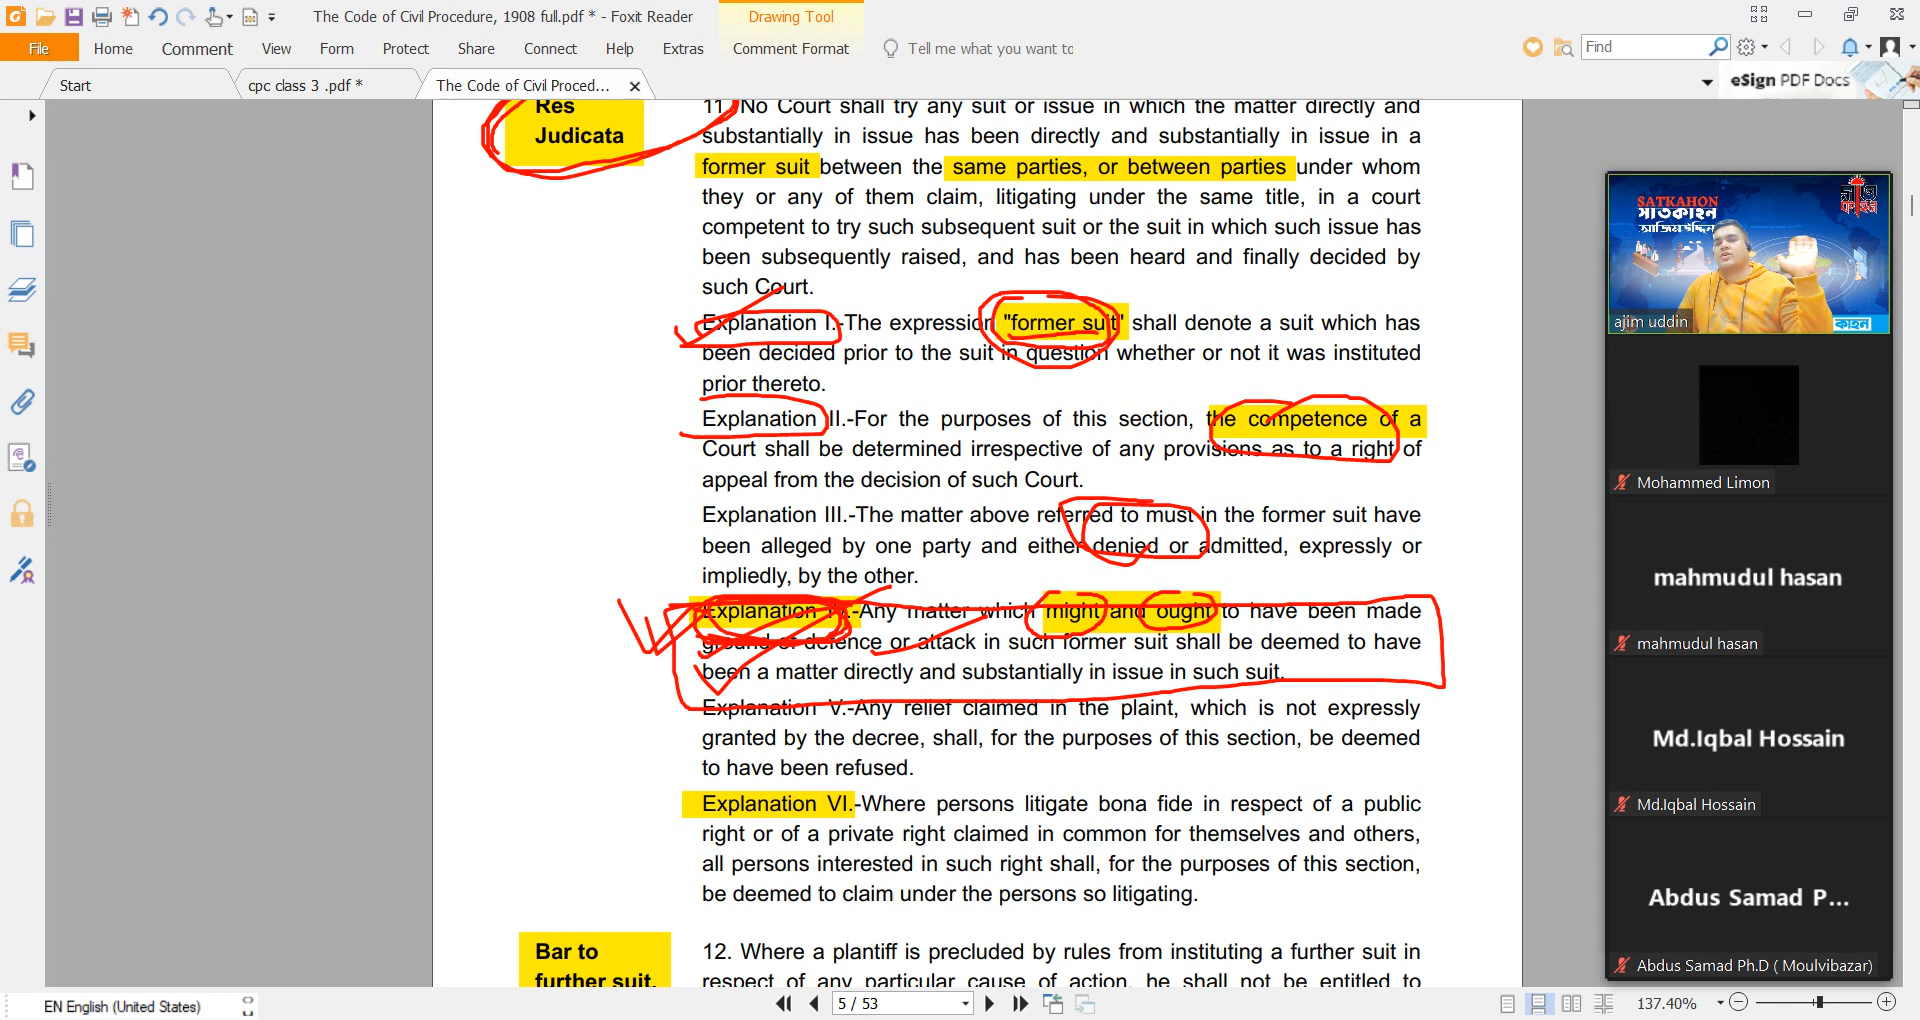 The Code of Civil Procedure, 1908 full.pdf * - Foxit Reader
Drawing Tool
File
Home
Comment
View
Form
Protect
Share
Connect
Help
Extras
Comment Format
Tell me what you want to
Find
Start
cpc class 3 .pdf *
The Code of Civil Proced...
eSign PDF Docs
Res
Judicata
11. No Court shall try any suit or issue in which the matter directly and
substantially in issue has been directly and substantially in issue in a
former suit between the same parties, or between parties under whom
they or any of them claim, litigating under the same title, in a court
competent to try such subsequent suit or the suit in which such issue has
been subsequently raised, and has been heard and finally decided by
such Court.
Explanation I.-The expression "former suit" shall denote a suit which has
been decided prior to the suit in question whether or not it was instituted
prior thereto.
Explanation II.-For the purposes of this section, the competence of a
Court shall be determined irrespective of any provisions as to a right of
appeal from the decision of such Court.
Explanation III.-The matter above referred to must in the former suit have
been alleged by one party and either denied or admitted, expressly or
impliedly, by the other.
Explanation IV.-Any matter which might and ought to have been made
ground of defence or attack in such former suit shall be deemed to have
been a matter directly and substantially in issue in such suit.
Explanation V.-Any relief claimed in the plaint, which is not expressly
granted by the decree, shall, for the purposes of this section, be deemed
to have been refused.
Explanation VI.-Where persons litigate bona fide in respect of a public
right or of a private right claimed in common for themselves and others,
all persons interested in such right shall, for the purposes of this section,
be deemed to claim under the persons so litigating.
Bar to
further suit.
12. Where a plantiff is precluded by rules from instituting a further suit in
respect of any particular cause of action, he shall not be entitled to
SATKAHON
সাতকাহন
আজিম উদ্দিন
কাহন
ajim uddin
Mohammed Limon
mahmudul hasan
mahmudul hasan
Md.Iqbal Hossain
Md.Iqbal Hossain
Abdus Samad P...
Abdus Samad Ph.D ( Moulvibazar)
EN English (United States)
5 / 53
137.40%